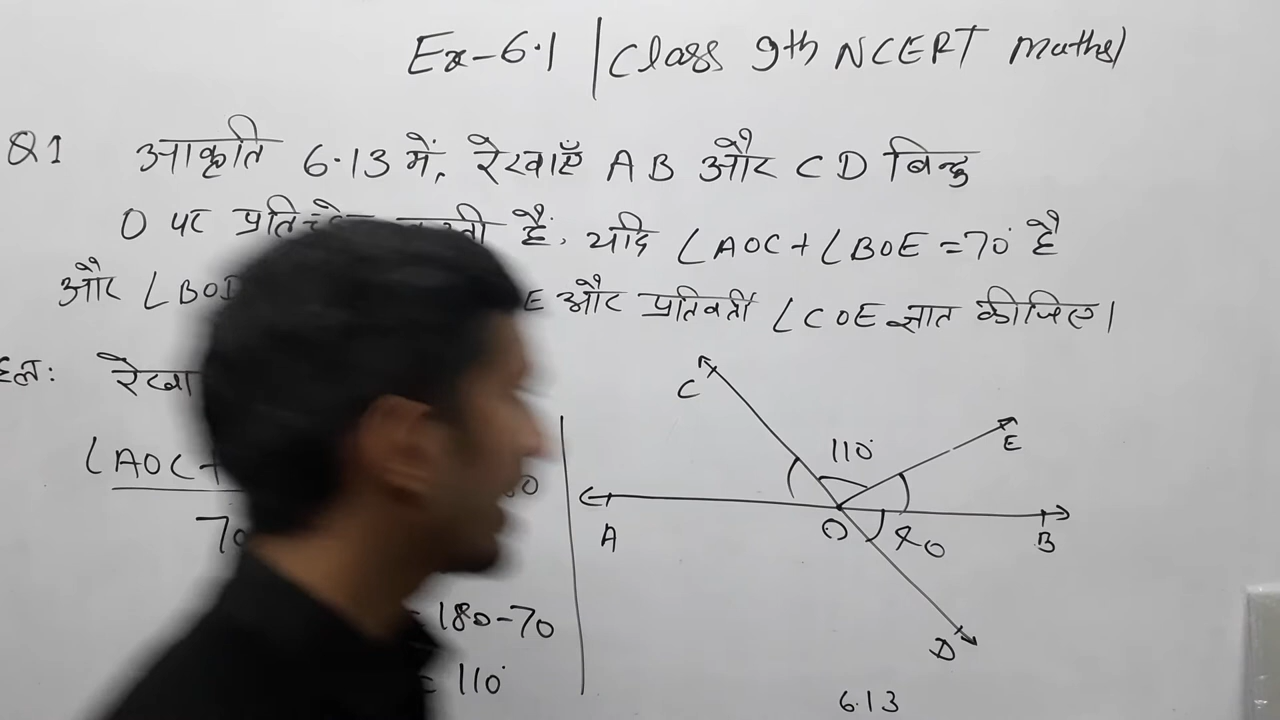 Ex-6.1 | Class 9th NCERT Maths
Q1 आकृति 6.13 में, रेखाएँ AB और CD बिन्दु
O पर है. यदि ∠AOC+∠BOE=70° है
और ∠BOD E और प्रतिवर्ती ∠COE ज्ञात कीजिए।
हल: रेखा
∠AOC+
70
= 180-70
= 110°
C
110°
E
A
O
40
B
D
6.13